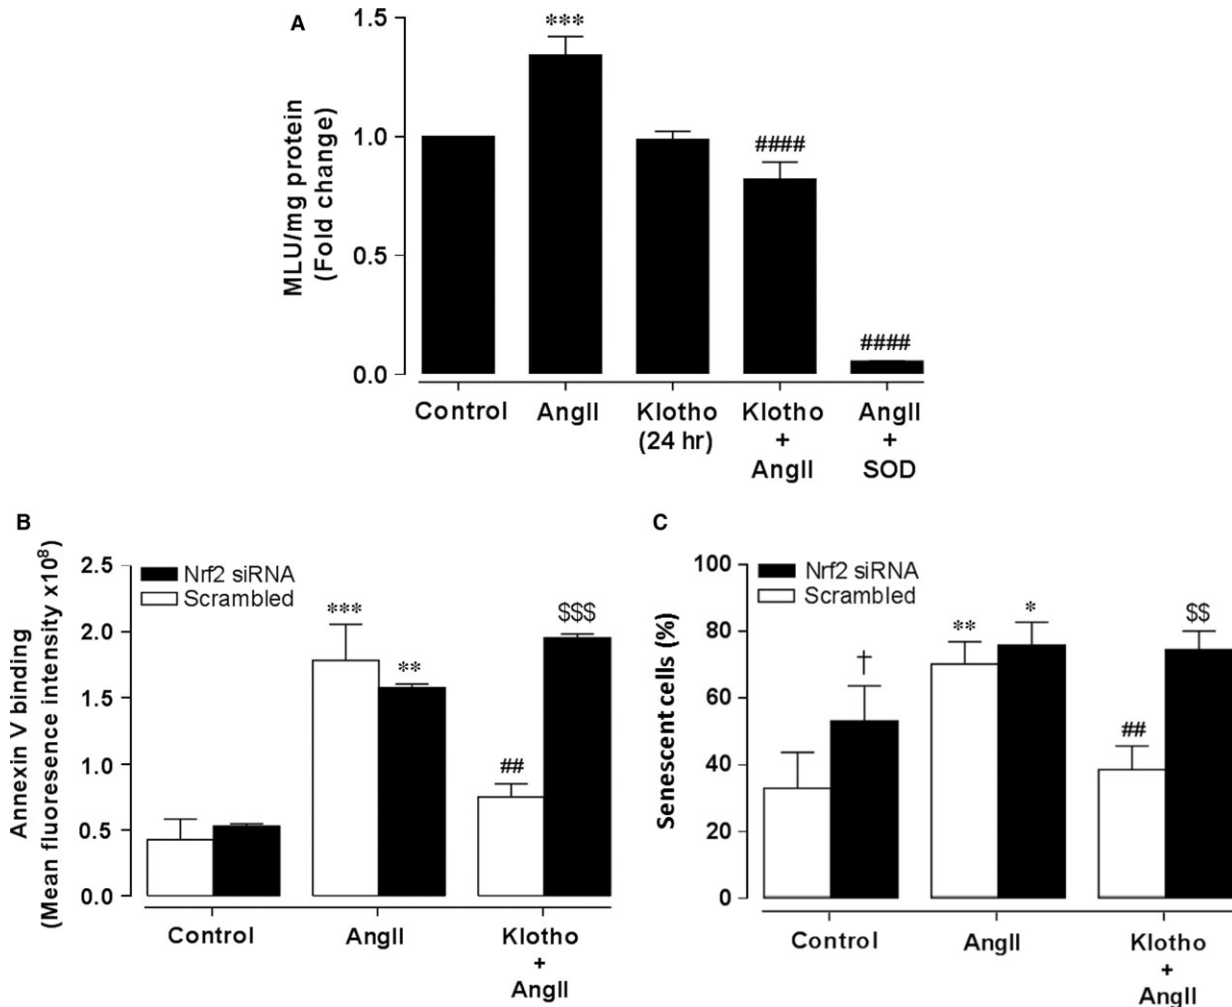 A
MLU/mg protein
(Fold change)
1.5
1.0
0.5
0.0
***
####
####
Control
AngII
Klotho
(24 hr)
Klotho
+
AngII
AngII
+
SOD
B
Annexin V binding
(Mean fluoresence intensity x10⁸)
2.5
2.0
1.5
1.0
0.5
0.0
Nrf2 siRNA
Scrambled
***
**
##
$$$
Control
AngII
Klotho
+
AngII
C
Senescent cells (%)
100
80
60
40
20
0
Nrf2 siRNA
Scrambled
†
**
*
##
$$
Control
AngII
Klotho
+
AngII